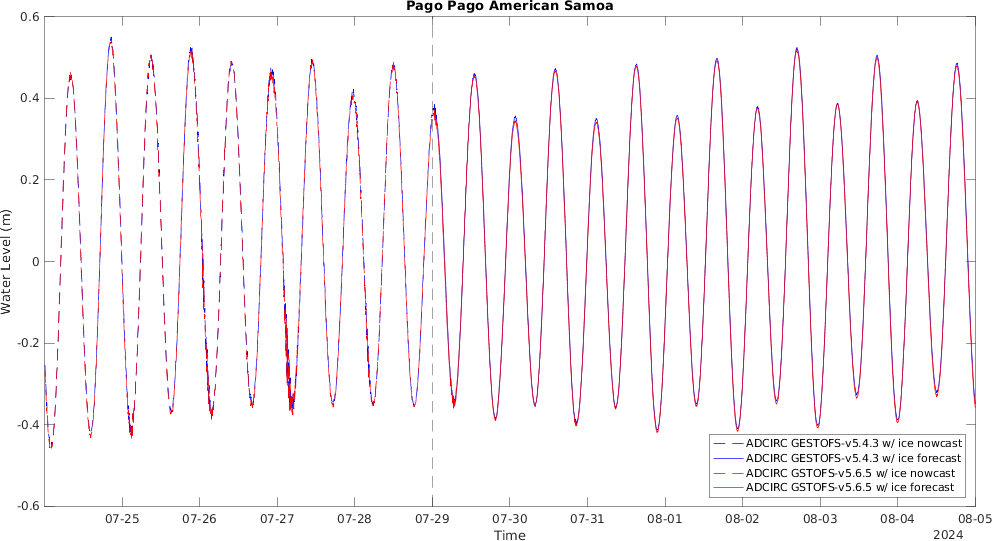 Pago Pago American Samoa
0.6
0.4
0.2
0
-0.2
-0.4
-0.6
Water Level (m)
ADCIRC GESTOFS-v5.4.3 w/ ice nowcast
ADCIRC GESTOFS-v5.4.3 w/ ice forecast
ADCIRC GSTOFS-v5.6.5 w/ ice nowcast
ADCIRC GSTOFS-v5.6.5 w/ ice forecast
07-25 07-26 07-27 07-28 07-29 07-30 07-31 08-01 08-02 08-03 08-04 08-05
Time
2024